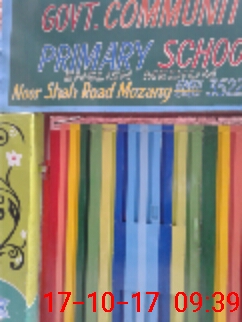 GOVT. COMMUNIT
PRIMARY SCHOO
Noor Shah Road Mozang
17-10-17 09:39